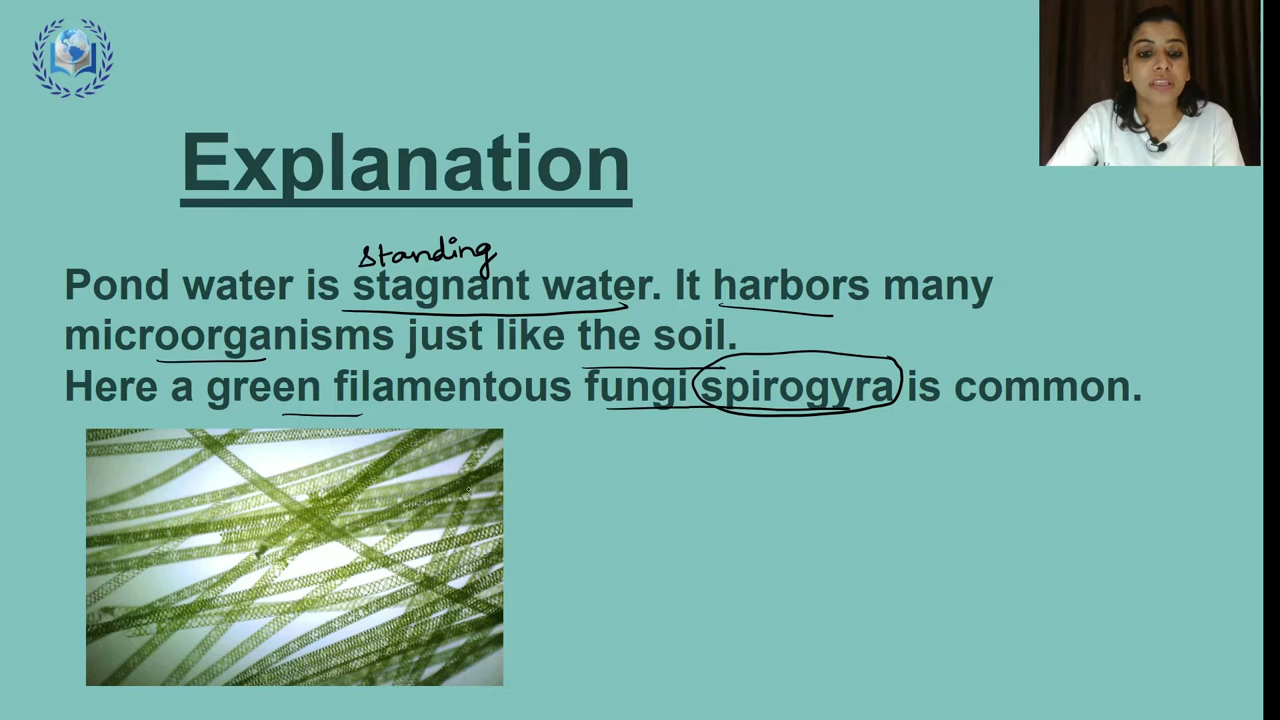 Explanation
standing
Pond water is stagnant water. It harbors many
microorganisms just like the soil.
Here a green filamentous fungi spirogyra is common.